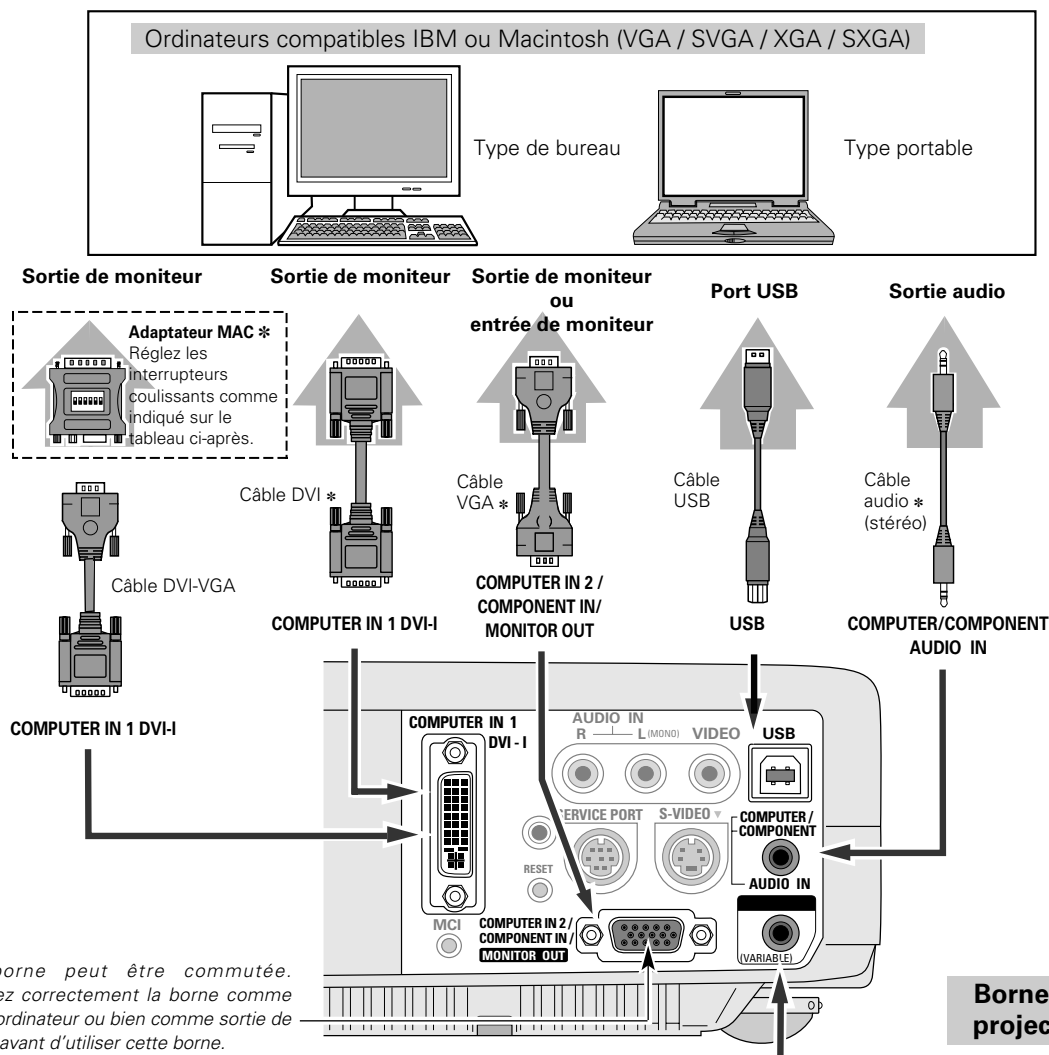 Ordinateurs compatibles IBM ou Macintosh (VGA / SVGA / XGA / SXGA)
Type de bureau
Type portable
Sortie de moniteur
Sortie de moniteur
Sortie de moniteur
ou
entrée de moniteur
Port USB
Sortie audio
Adaptateur MAC ✻
Réglez les
interrupteurs
coulissants comme
indiqué sur le
tableau ci-après.
Câble DVI ✻
Câble
VGA ✻
Câble
USB
Câble
audio ✻
(stéréo)
Câble DVI-VGA
COMPUTER IN 1 DVI-I
COMPUTER IN 2 /
COMPONENT IN/
MONITOR OUT
USB
COMPUTER/COMPONENT
AUDIO IN
COMPUTER IN 1 DVI-I
COMPUTER IN 1
DVI - I
AUDIO IN
R L (MONO) VIDEO
USB
SERVICE PORT
S-VIDEO ▼
COMPUTER /
COMPONENT
AUDIO IN
RESET
MCI
COMPUTER IN 2 /
COMPONENT IN /
MONITOR OUT
(VARIABLE)
borne peut être commutée.
ez correctement la borne comme
ordinateur ou bien comme sortie de
avant d'utiliser cette borne.
Borne
projec